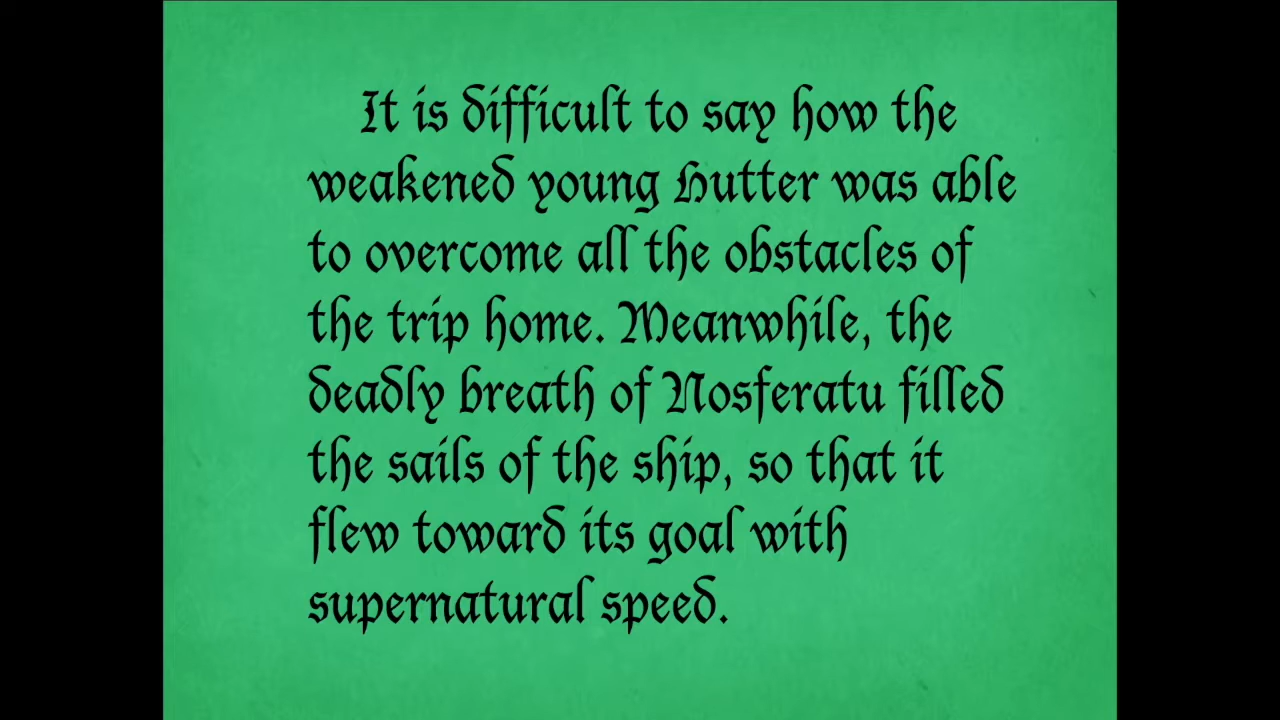 It is difficult to say how the
weakened young Hutter was able
to overcome all the obstacles of
the trip home. Meanwhile, the
deadly breath of Nosferatu filled
the sails of the ship, so that it
flew toward its goal with
supernatural speed.